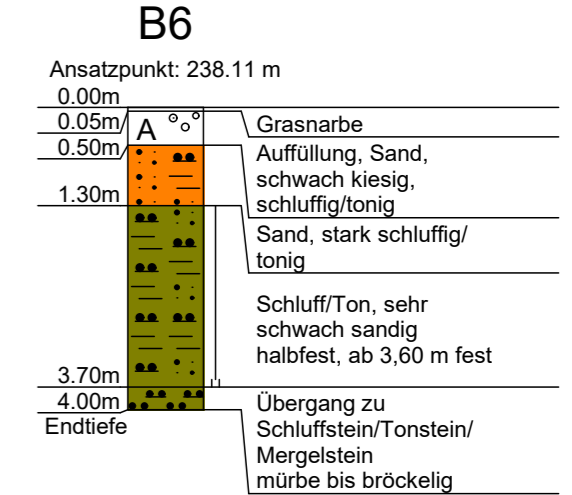 B6
Ansatzpunkt: 238.11 m
0.00m
0.05m
A
Grasnarbe
0.50m
Auffüllung, Sand,
schwach kiesig,
schluffig/tonig
1.30m
Sand, stark schluffig/
tonig
Schluff/Ton, sehr
schwach sandig
halbfest, ab 3,60 m fest
3.70m
4.00m
Endtiefe
Übergang zu
Schluffstein/Tonstein/
Mergelstein
mürbe bis bröckelig